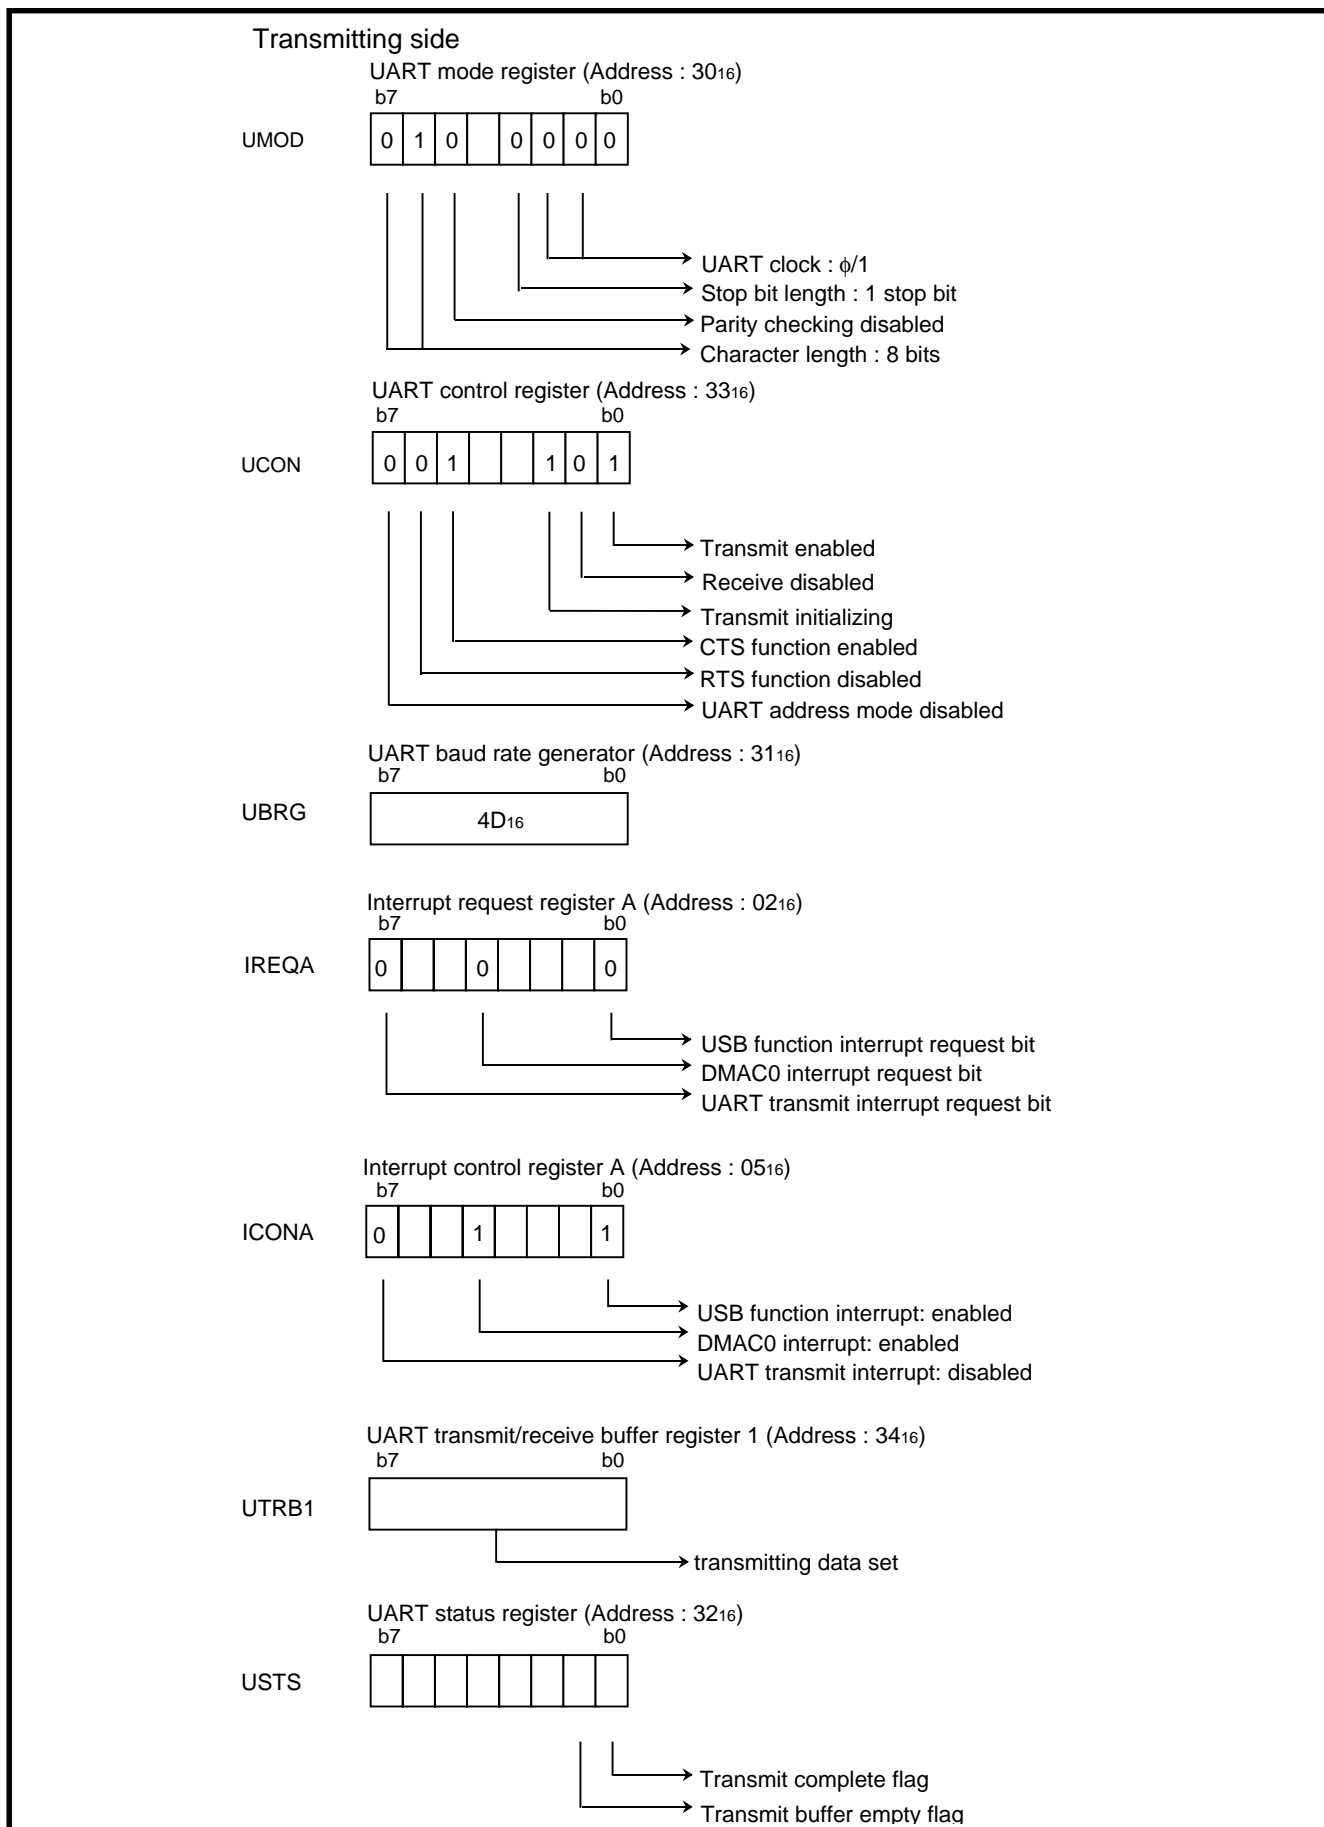 Transmitting side
UART mode register (Address : 3016)
b7 b0
UMOD 0 1 0 0 0 0 0
UART clock : ϕ/1
Stop bit length : 1 stop bit
Parity checking disabled
Character length : 8 bits
UART control register (Address : 3316)
b7 b0
UCON 0 0 1 1 0 1
Transmit enabled
Receive disabled
Transmit initializing
CTS function enabled
RTS function disabled
UART address mode disabled
UART baud rate generator (Address : 3116)
b7 b0
UBRG 4D16
Interrupt request register A (Address : 0216)
b7 b0
IREQA 0 0 0
USB function interrupt request bit
DMAC0 interrupt request bit
UART transmit interrupt request bit
Interrupt control register A (Address : 0516)
b7 b0
ICONA 0 1 1
USB function interrupt: enabled
DMAC0 interrupt: enabled
UART transmit interrupt: disabled
UART transmit/receive buffer register 1 (Address : 3416)
b7 b0
UTRB1
transmitting data set
UART status register (Address : 3216)
b7 b0
USTS
Transmit complete flag
Transmit buffer empty flag